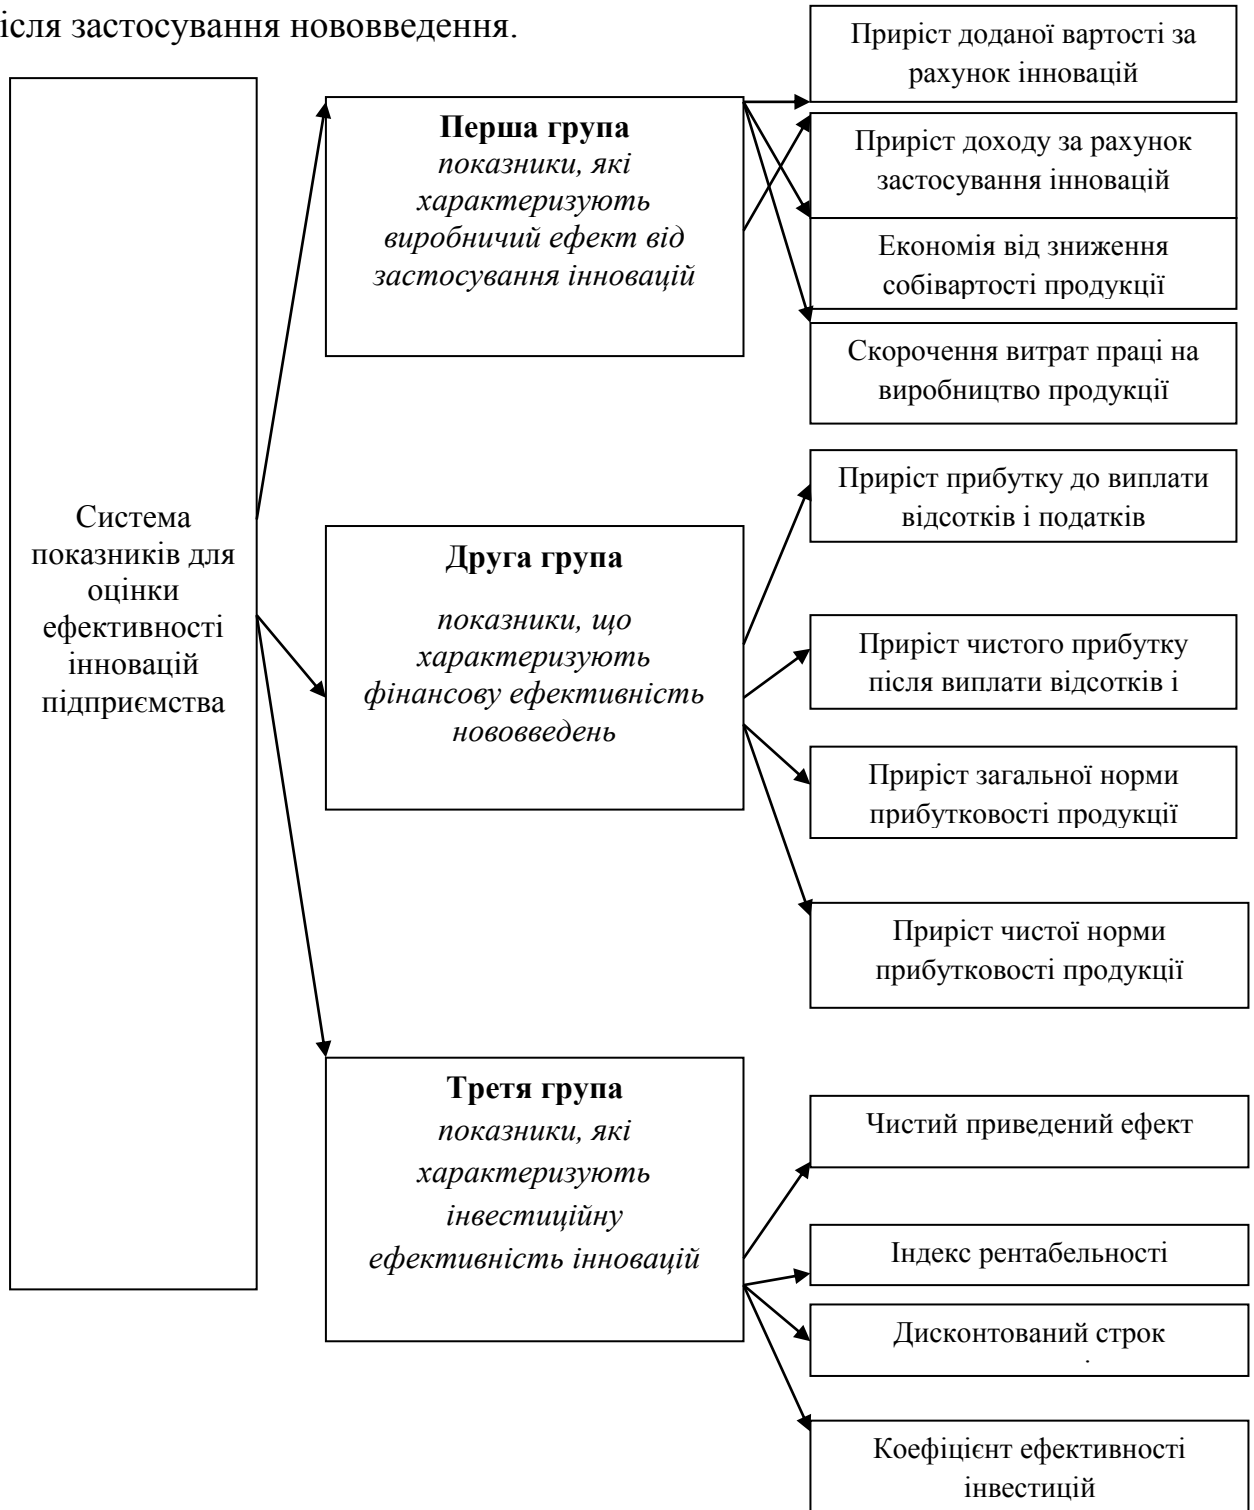 ісля застосування нововведення.
Система
показників для
оцінки
ефективності
інновацій
підприємства
Перша група
показники, які
характеризують
виробничий ефект від
застосування інновацій
Приріст доданої вартості за
рахунок інновацій
Приріст доходу за рахунок
застосування інновацій
Економія від зниження
собівартості продукції
Скорочення витрат праці на
виробництво продукції
Друга група
показники, що
характеризують
фінансову ефективність
нововведень
Приріст прибутку до виплати
відсотків і податків
Приріст чистого прибутку
після виплати відсотків і
Приріст загальної норми
прибутковості продукції
Приріст чистої норми
прибутковості продукції
Третя група
показники, які
характеризують
інвестиційну
ефективність інновацій
Чистий приведений ефект
Індекс рентабельності
Дисконтований строк
Коефіцієнт ефективності
інвестицій